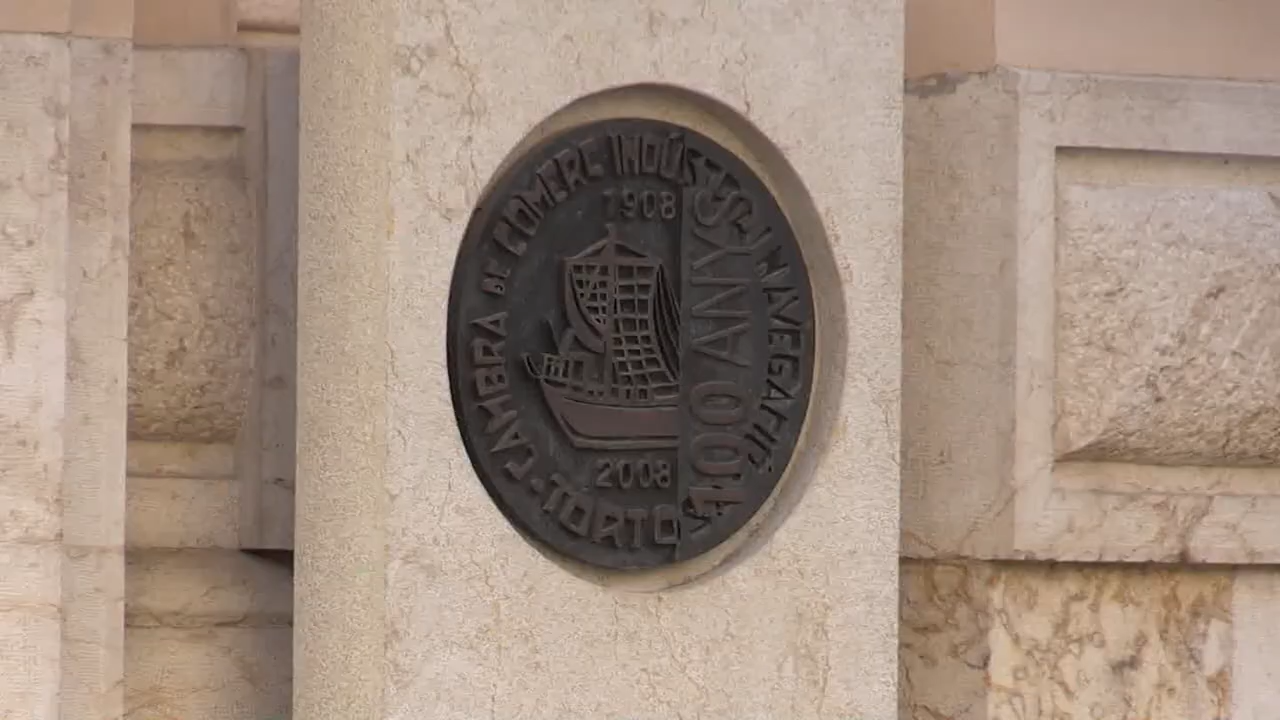 CAMBRA DE COMERÇ INDÚSTRIA I NAVEGACIÓ
TORTOSA
1908
100 ANYS
2008